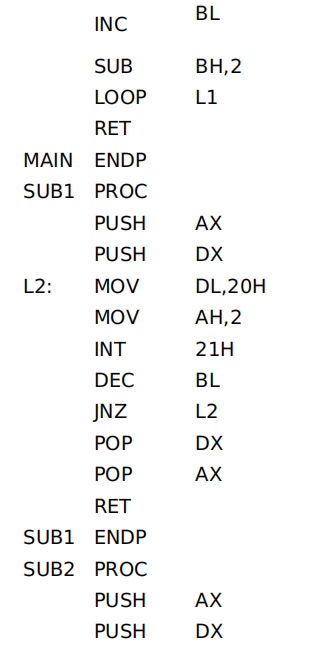 INC BL
SUB BH,2
LOOP L1
RET
MAIN ENDP
SUB1 PROC
PUSH AX
PUSH DX
L2: MOV DL,20H
MOV AH,2
INT 21H
DEC BL
JNZ L2
POP DX
POP AX
RET
SUB1 ENDP
SUB2 PROC
PUSH AX
PUSH DX